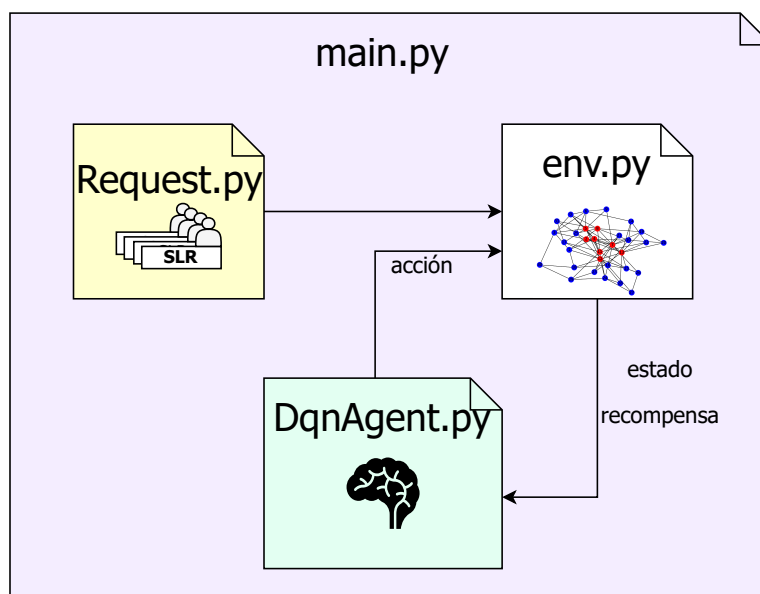 main.py
Request.py
SLR
env.py
acción
estado
recompensa
DqnAgent.py